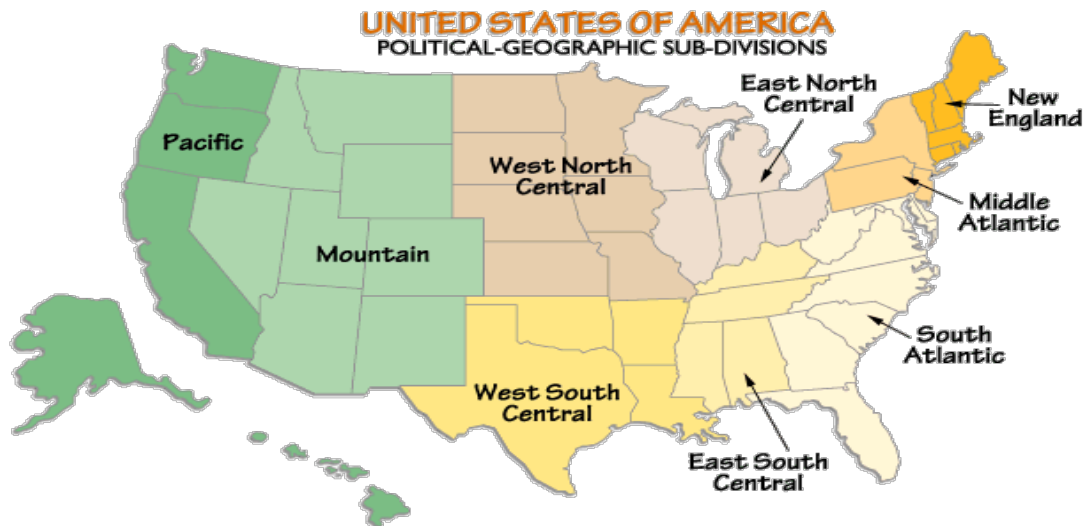 UNITED STATES OF AMERICA
POLITICAL-GEOGRAPHIC SUB-DIVISIONS
East North
Central
New
England
Pacific
West North
Central
Middle
Atlantic
Mountain
South
Atlantic
West South
Central
East South
Central